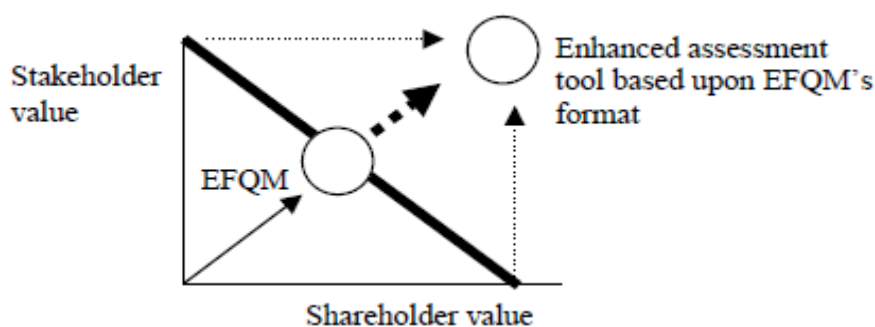 Stakeholder
value
Enhanced assessment
tool based upon EFQM’s
format
EFQM
Shareholder value